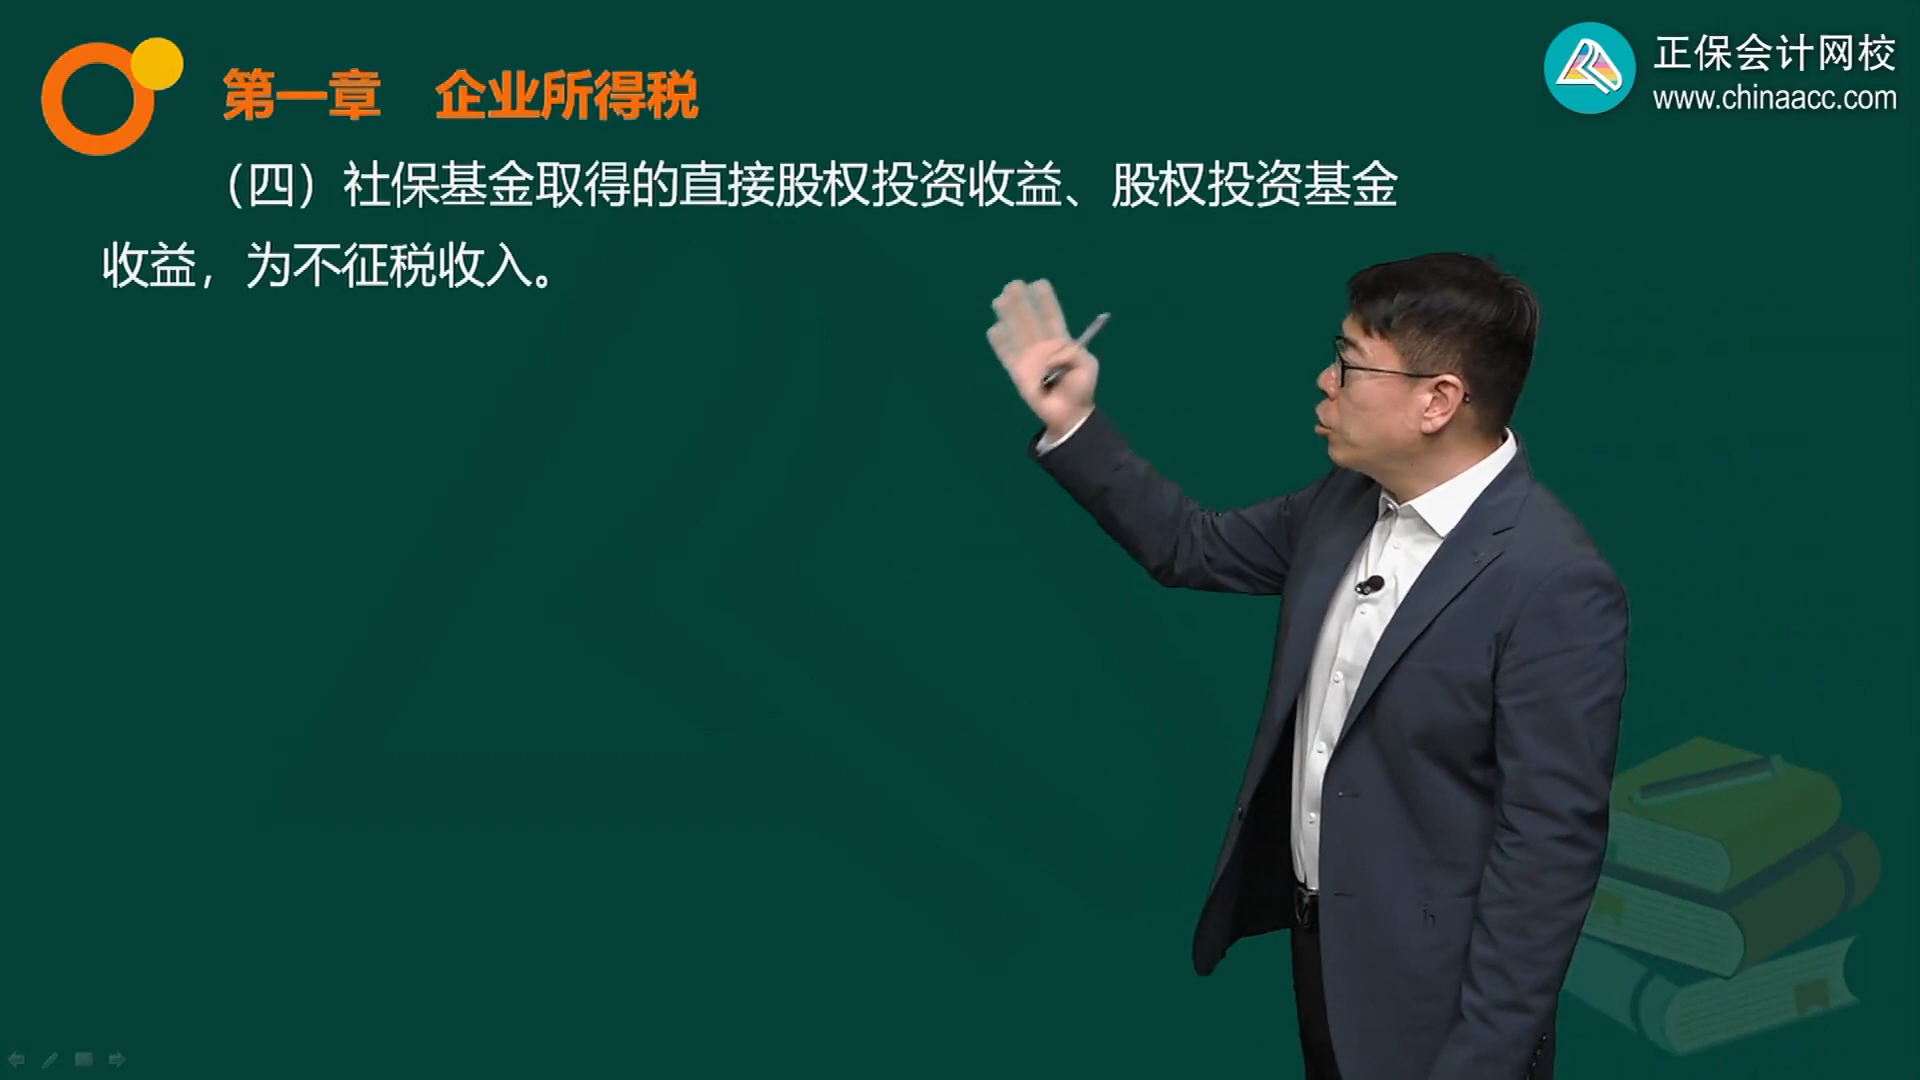 正保会计网校
www.chinaacc.com
第一章 企业所得税
（四）社保基金取得的直接股权投资收益、股权投资基金
收益，为不征税收入。